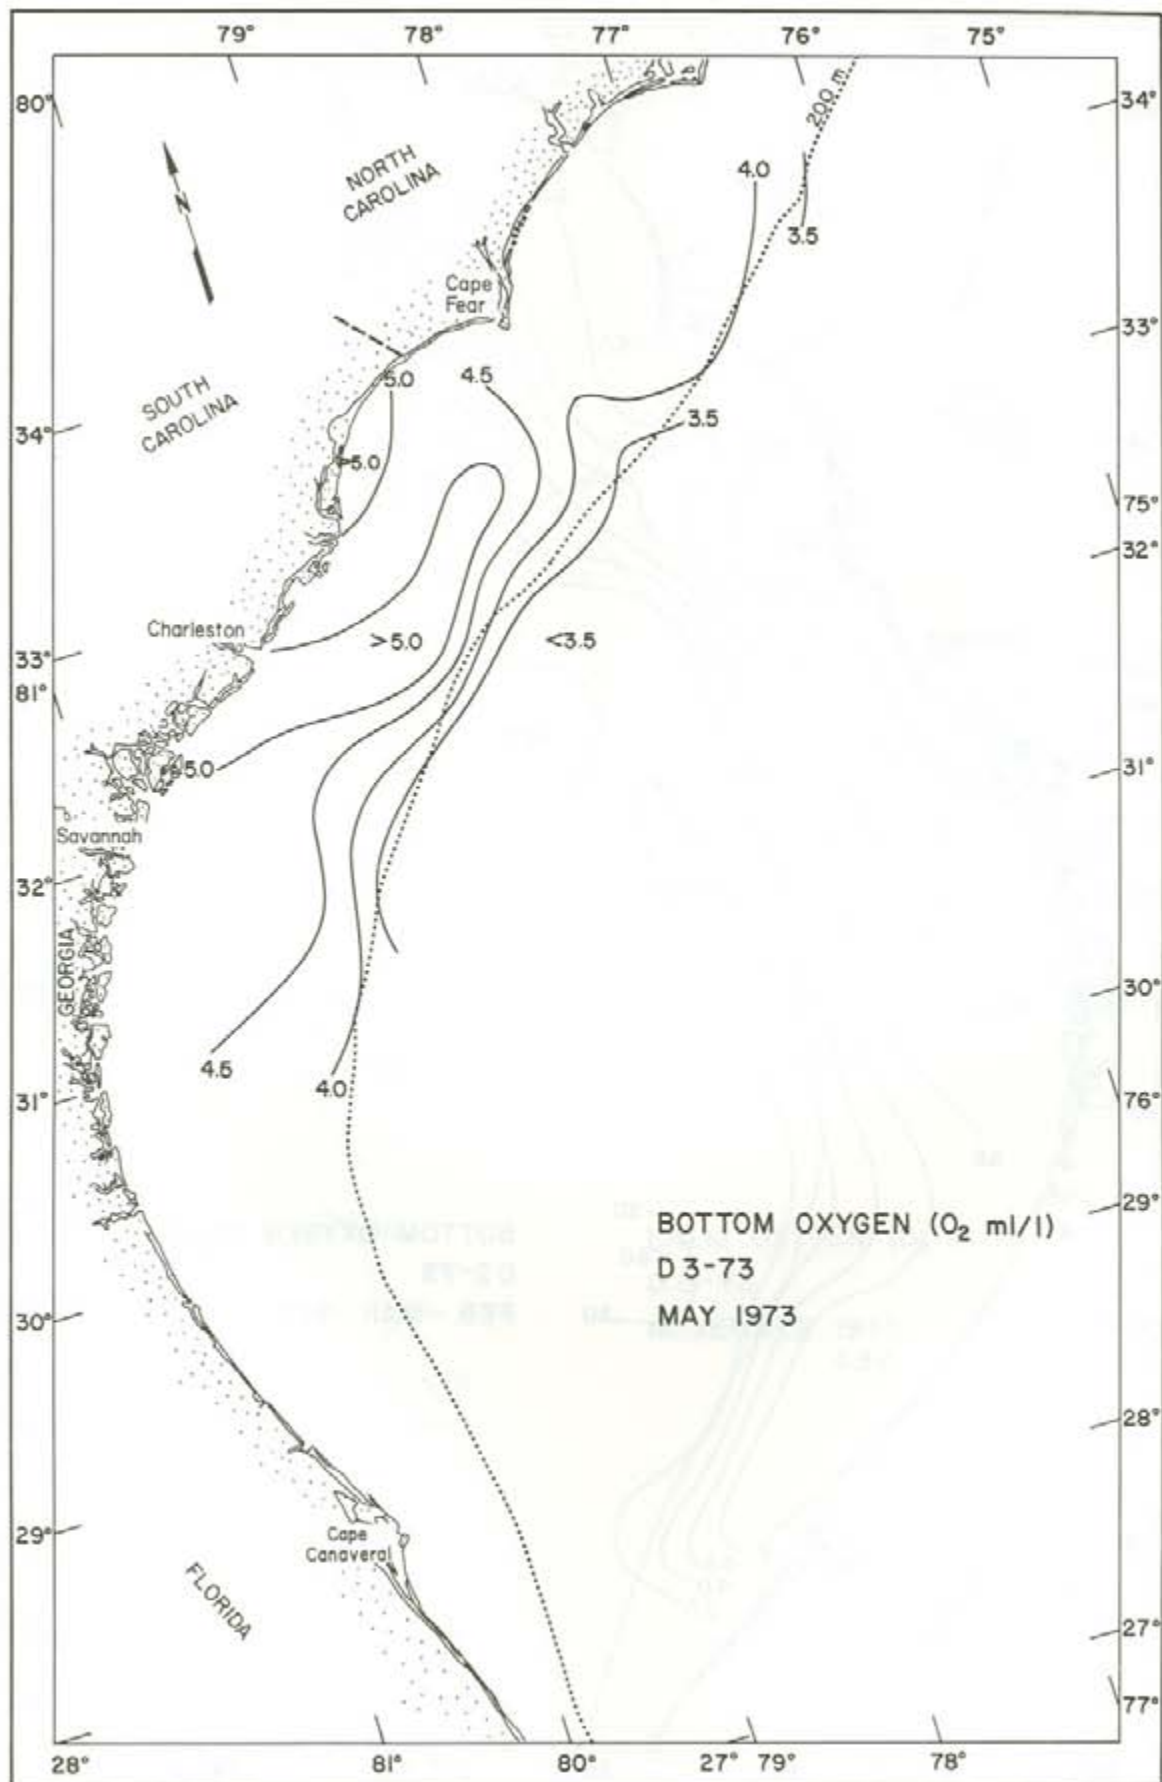 79° 78° 77° 76° 75°
80°
34°
200 m
N
NORTH
CAROLINA
4.0
3.5
Cape
Fear
33°
SOUTH
CAROLINA
5.0
4.5
3.5
34°
>5.0
75°
32°
Charleston
>5.0
<3.5
33°
81°
5.0
31°
Savannah
32°
GEORGIA
30°
4.5
4.0
31°
76°
29°
BOTTOM OXYGEN (O₂ ml/l)
D 3-73
MAY 1973
30°
28°
29°
Cape
Canaveral
FLORIDA
27°
77°
28° 81° 80° 27° 79° 78°